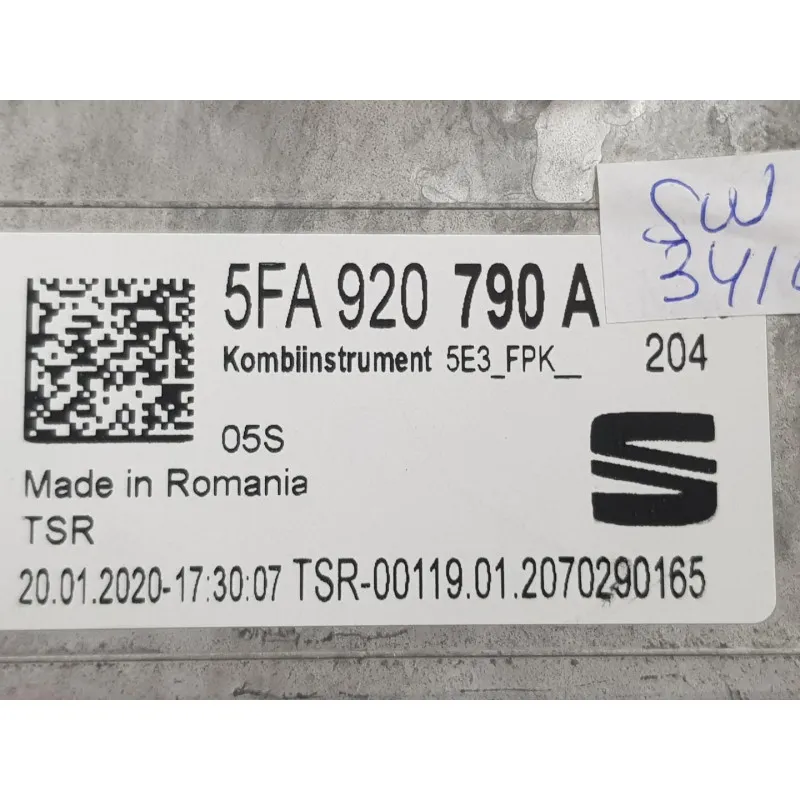 SW
5FA 920 790 A
Kombiinstrument 5E3_FPK__ 204
05S
Made in Romania
TSR
20.01.2020-17:30:07 TSR-00119.01.2070290165